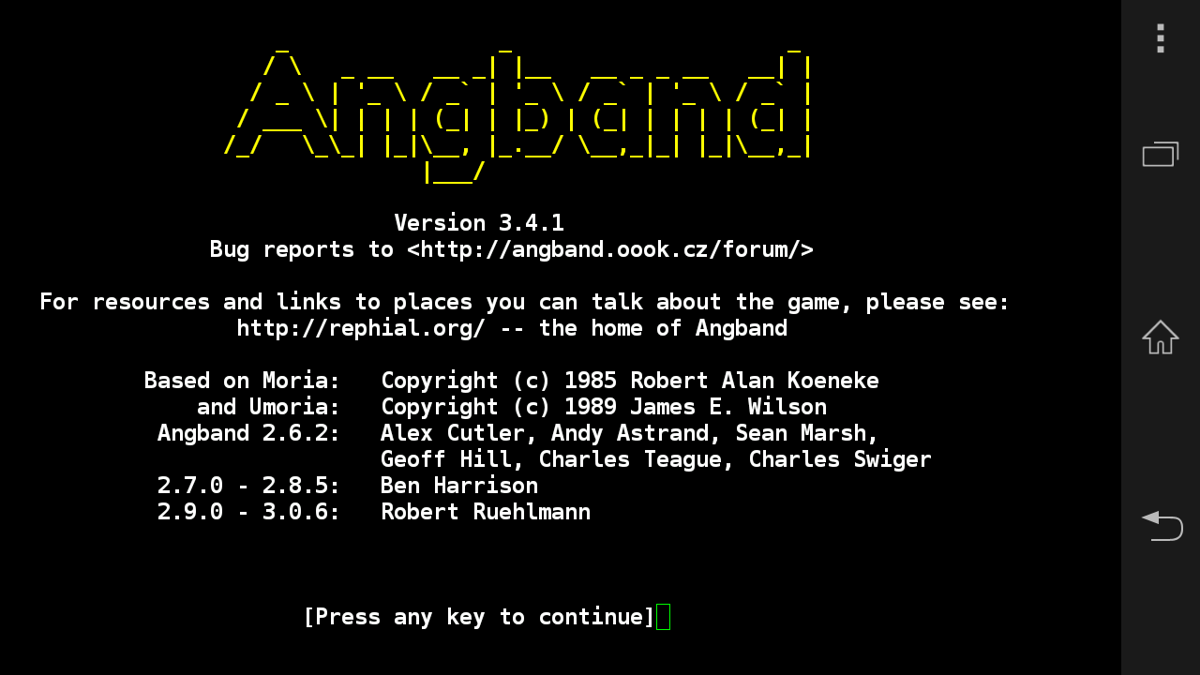 Angband
Version 3.4.1
Bug reports to <http://angband.oook.cz/forum/>
For resources and links to places you can talk about the game, please see:
http://rephial.org/ -- the home of Angband
Based on Moria: Copyright (c) 1985 Robert Alan Koeneke
and Umoria: Copyright (c) 1989 James E. Wilson
Angband 2.6.2: Alex Cutler, Andy Astrand, Sean Marsh,
Geoff Hill, Charles Teague, Charles Swiger
2.7.0 - 2.8.5: Ben Harrison
2.9.0 - 3.0.6: Robert Ruehlmann
[Press any key to continue]